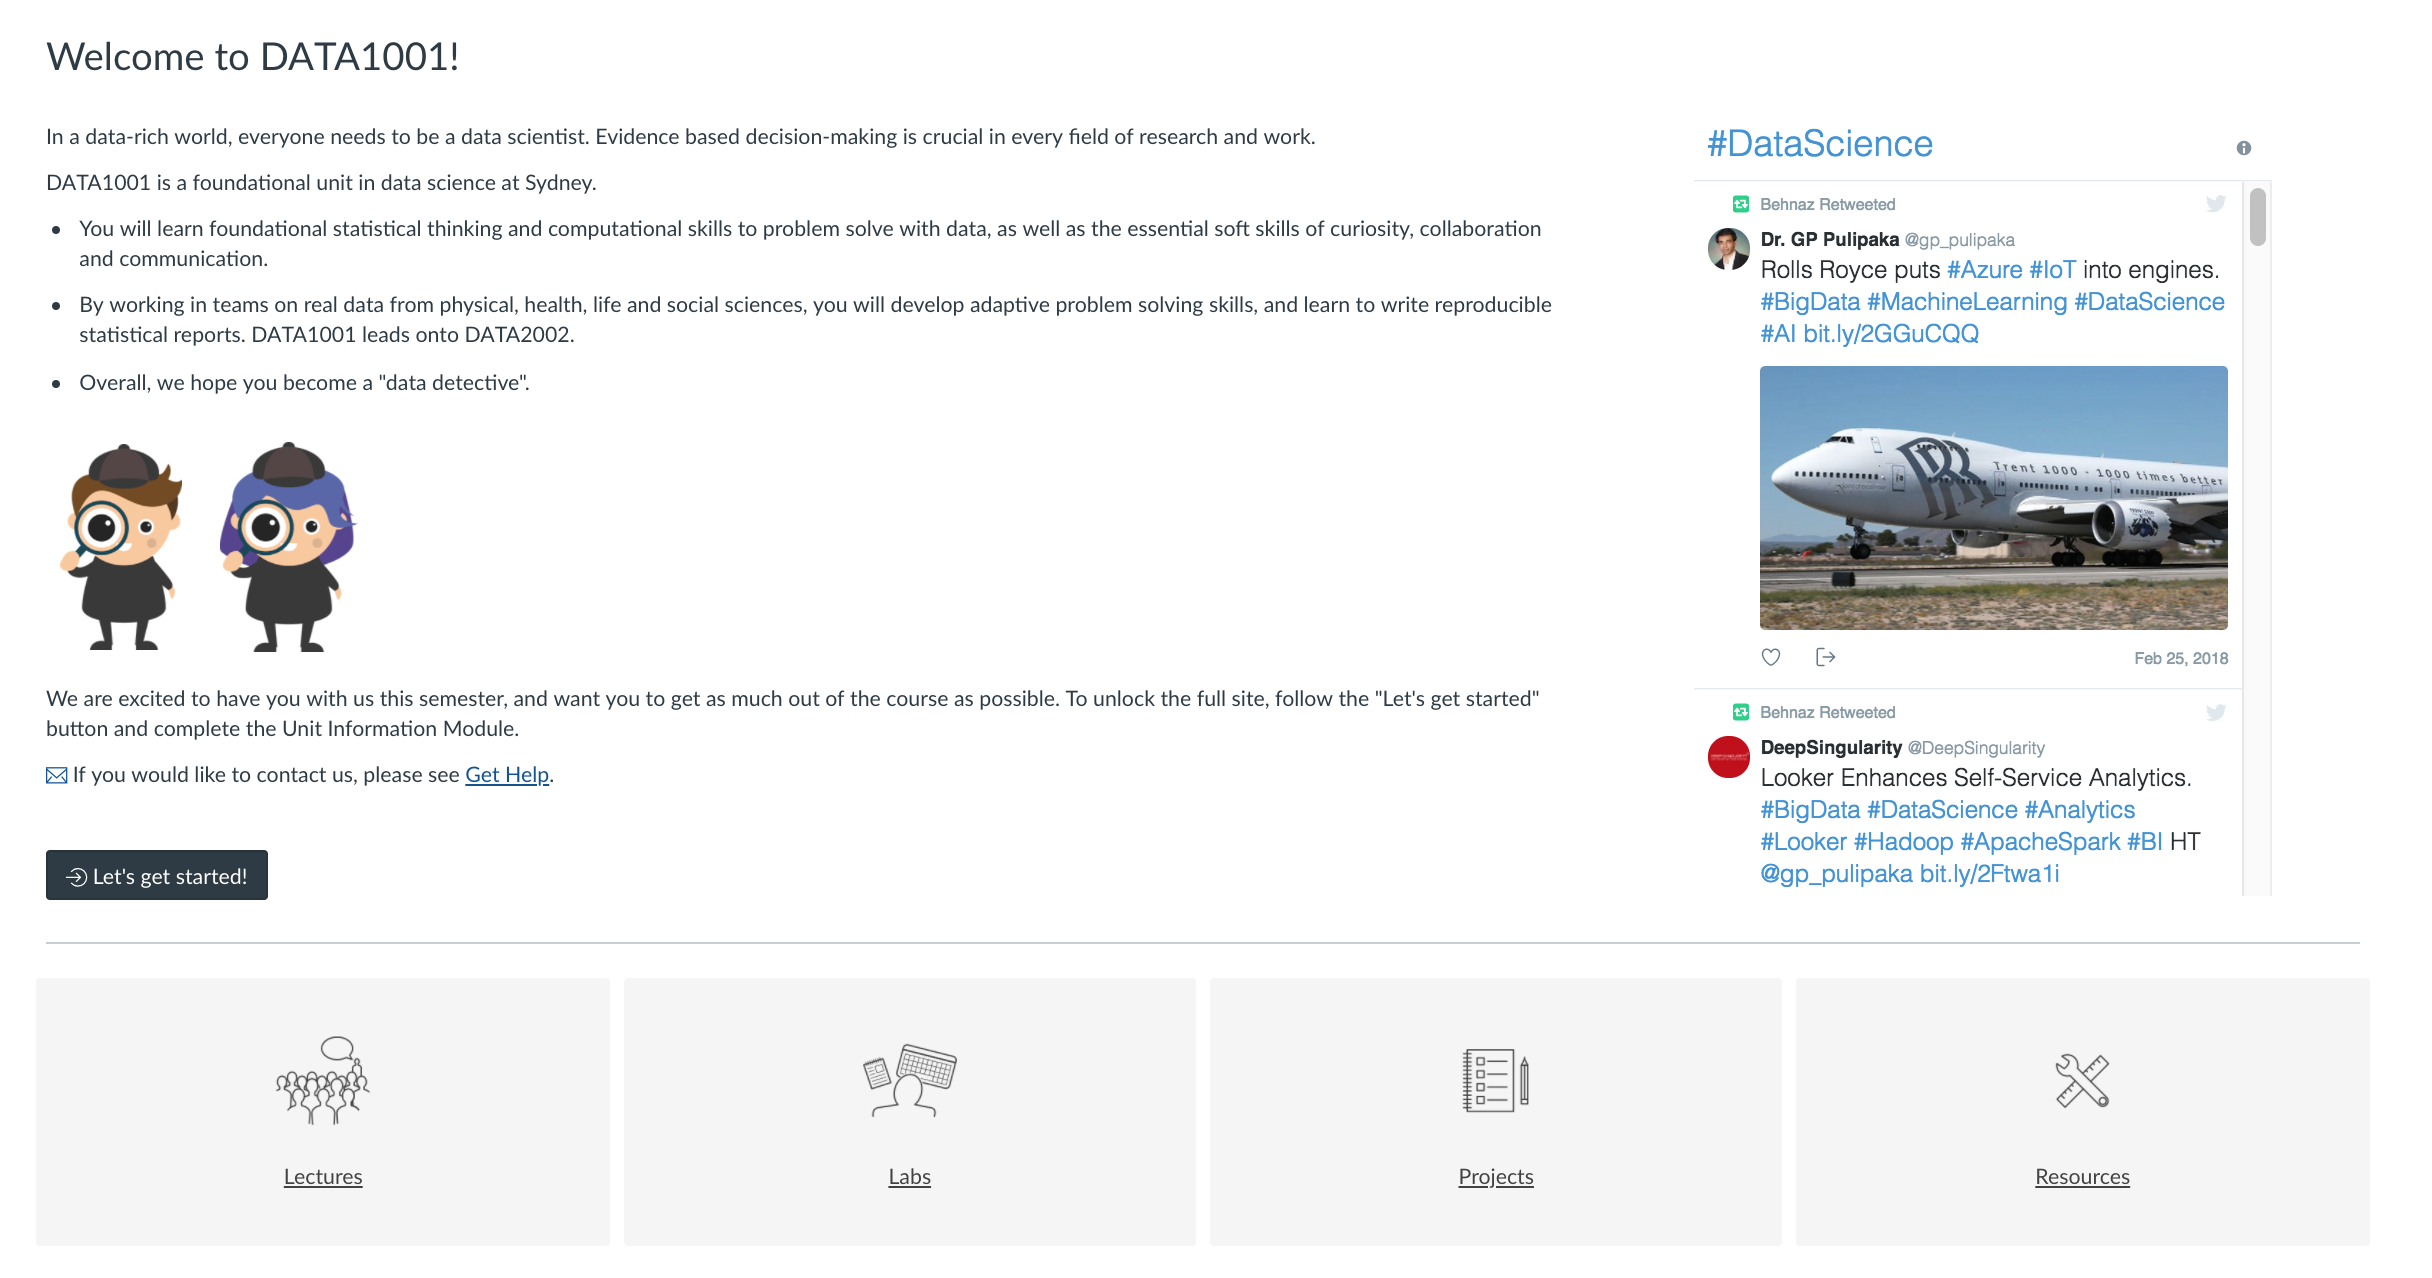 Welcome to DATA1001!
In a data-rich world, everyone needs to be a data scientist. Evidence based decision-making is crucial in every field of research and work.
DATA1001 is a foundational unit in data science at Sydney.
• You will learn foundational statistical thinking and computational skills to problem solve with data, as well as the essential soft skills of curiosity, collaboration
and communication.
• By working in teams on real data from physical, health, life and social sciences, you will develop adaptive problem solving skills, and learn to write reproducible
statistical reports. DATA1001 leads onto DATA2002.
• Overall, we hope you become a "data detective".
We are excited to have you with us this semester, and want you to get as much out of the course as possible. To unlock the full site, follow the "Let's get started"
button and complete the Unit Information Module.
If you would like to contact us, please see Get Help.
Let's get started!
#DataScience
Behnaz Retweeted
Dr. GP Pulipaka @gp_pulipaka
Rolls Royce puts #Azure #IoT into engines.
#BigData #MachineLearning #DataScience
#AI bit.ly/2GGuCQQ
RR
Trent 1000 - 1000 times better
Feb 25, 2018
Behnaz Retweeted
DeepSingularity @DeepSingularity
Looker Enhances Self-Service Analytics.
#BigData #DataScience #Analytics
#Looker #Hadoop #ApacheSpark #BI HT
@gp_pulipaka bit.ly/2Ftwa1i
Lectures
Labs
Projects
Resources